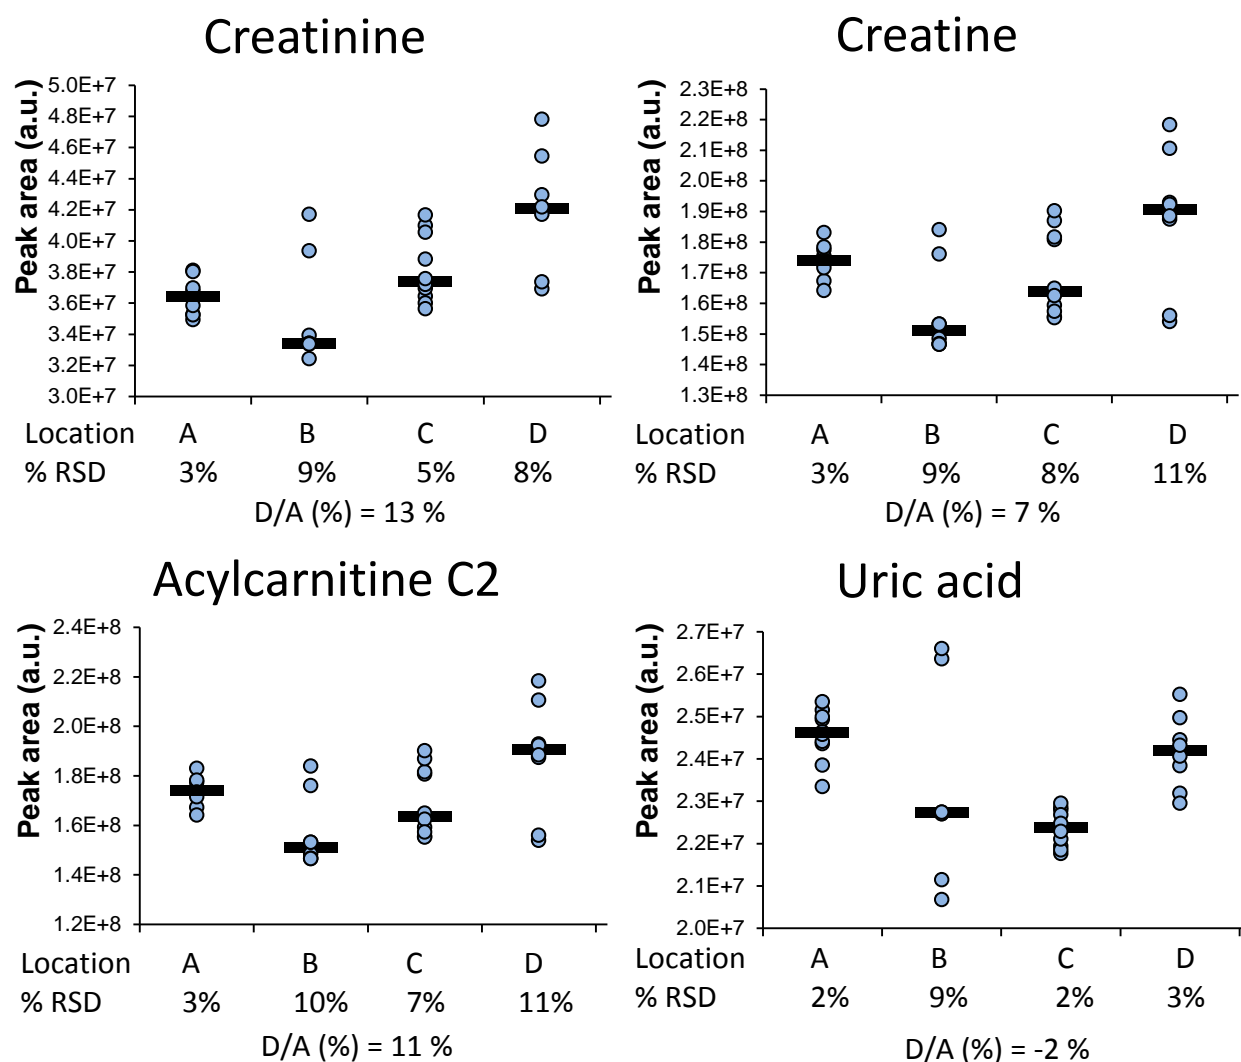 Creatinine
Peak area (a.u.)
5.0E+7
4.8E+7
4.6E+7
4.4E+7
4.2E+7
4.0E+7
3.8E+7
3.6E+7
3.4E+7
3.2E+7
3.0E+7
Location A B C D
% RSD 3% 9% 5% 8%
D/A (%) = 13 %
Creatine
Peak area (a.u.)
2.3E+8
2.2E+8
2.1E+8
2.0E+8
1.9E+8
1.8E+8
1.7E+8
1.6E+8
1.5E+8
1.4E+8
1.3E+8
Location A B C D
% RSD 3% 9% 8% 11%
D/A (%) = 7 %
Acylcarnitine C2
Peak area (a.u.)
2.4E+8
2.2E+8
2.0E+8
1.8E+8
1.6E+8
1.4E+8
1.2E+8
Location A B C D
% RSD 3% 10% 7% 11%
D/A (%) = 11 %
Uric acid
Peak area (a.u.)
2.7E+7
2.6E+7
2.5E+7
2.4E+7
2.3E+7
2.2E+7
2.1E+7
2.0E+7
Location A B C D
% RSD 2% 9% 2% 3%
D/A (%) = -2 %